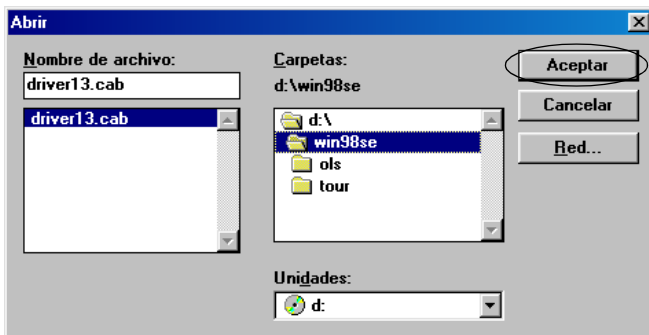 Abrir
Nombre de archivo:
driver13.cab
driver13.cab
Carpetas:
d:\win98se
d:\
win98se
ols
tour
Unidades:
d:
Aceptar
Cancelar
Red...